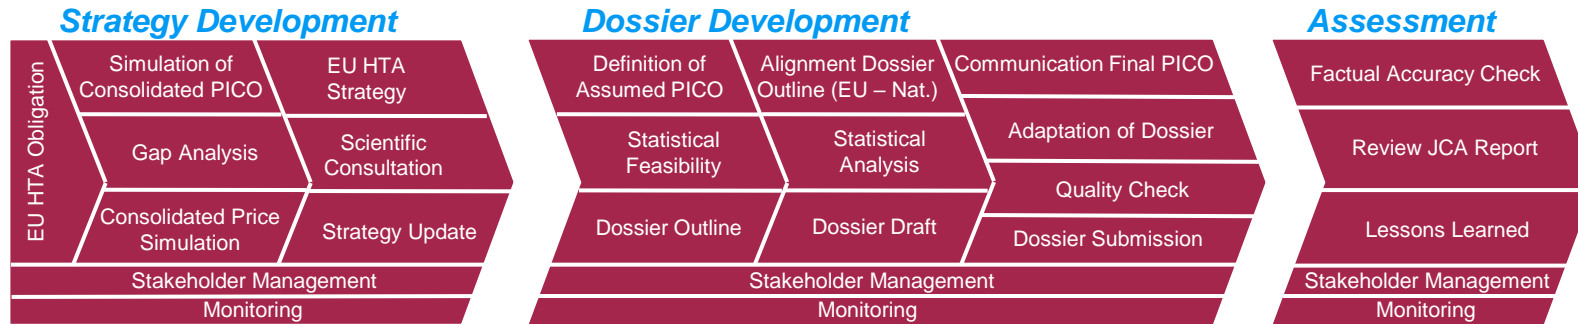 Strategy Development
EU HTA Obligation
Simulation of
Consolidated PICO
Gap Analysis
Consolidated Price
Simulation
EU HTA
Strategy
Scientific
Consultation
Strategy Update
Stakeholder Management
Monitoring
Dossier Development
Definition of
Assumed PICO
Statistical
Feasibility
Dossier Outline
Alignment Dossier
Outline (EU – Nat.)
Statistical
Analysis
Dossier Draft
Communication Final PICO
Adaptation of Dossier
Quality Check
Dossier Submission
Stakeholder Management
Monitoring
Assessment
Factual Accuracy Check
Review JCA Report
Lessons Learned
Stakeholder Management
Monitoring